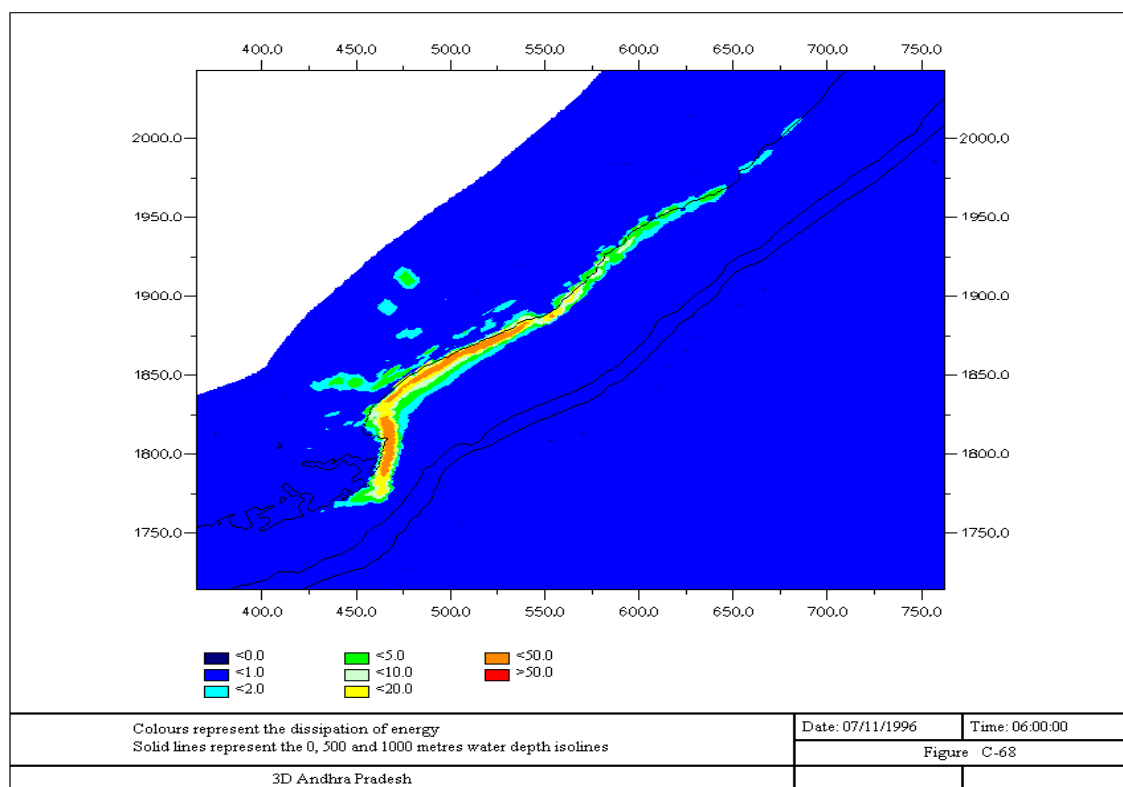 400.0 450.0 500.0 550.0 600.0 650.0 700.0 750.0
2000.0 2000.0
1950.0 1950.0
1900.0 1900.0
1850.0 1850.0
1800.0 1800.0
1750.0 1750.0
400.0 450.0 500.0 550.0 600.0 650.0 700.0 750.0
<0.0 <5.0 <50.0
<1.0 <10.0 >50.0
<2.0 <20.0
Colours represent the dissipation of energy
Solid lines represent the 0, 500 and 1000 metres water depth isolines
Date: 07/11/1996 Time: 06:00:00
Figure C-68
3D Andhra Pradesh